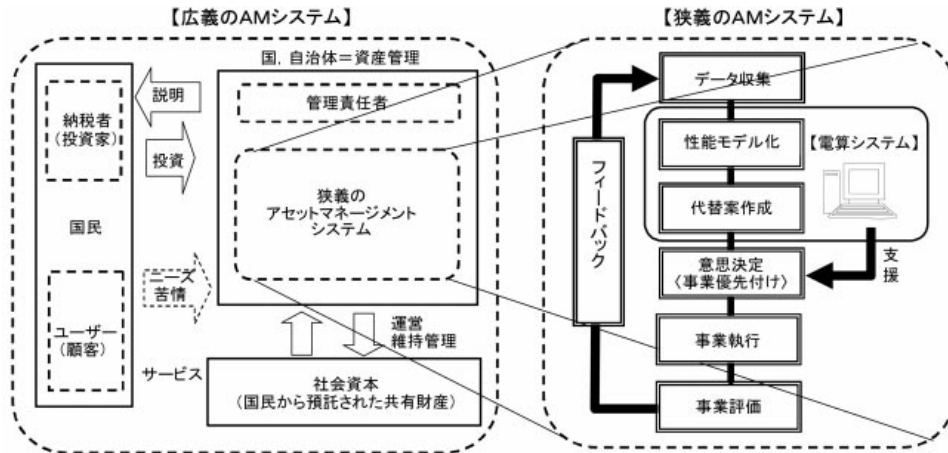 【広義のAMシステム】
国，自治体＝資産管理
説明
納税者
（投資家）
投資
国民
ニーズ
苦情
ユーザー
（顧客）
サービス
管理責任者
狭義の
アセットマネージメント
システム
運営
維持管理
社会資本
（国民から預託された共有財産）
【狭義のAMシステム】
データ収集
性能モデル化
【電算システム】
代替案作成
意思決定
〈事業優先付け〉
支援
事業執行
事業評価
フィードバック